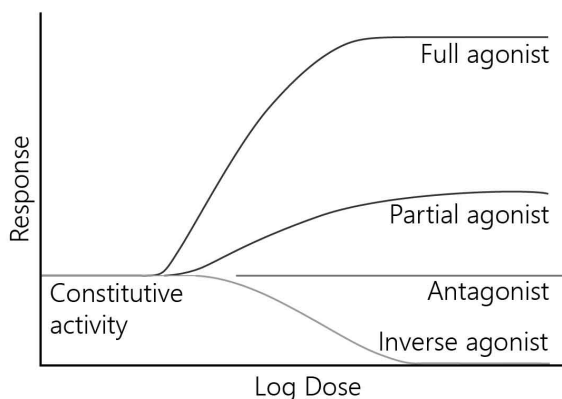 Full agonist
Response
Partial agonist
Constitutive
activity
Antagonist
Inverse agonist
Log Dose